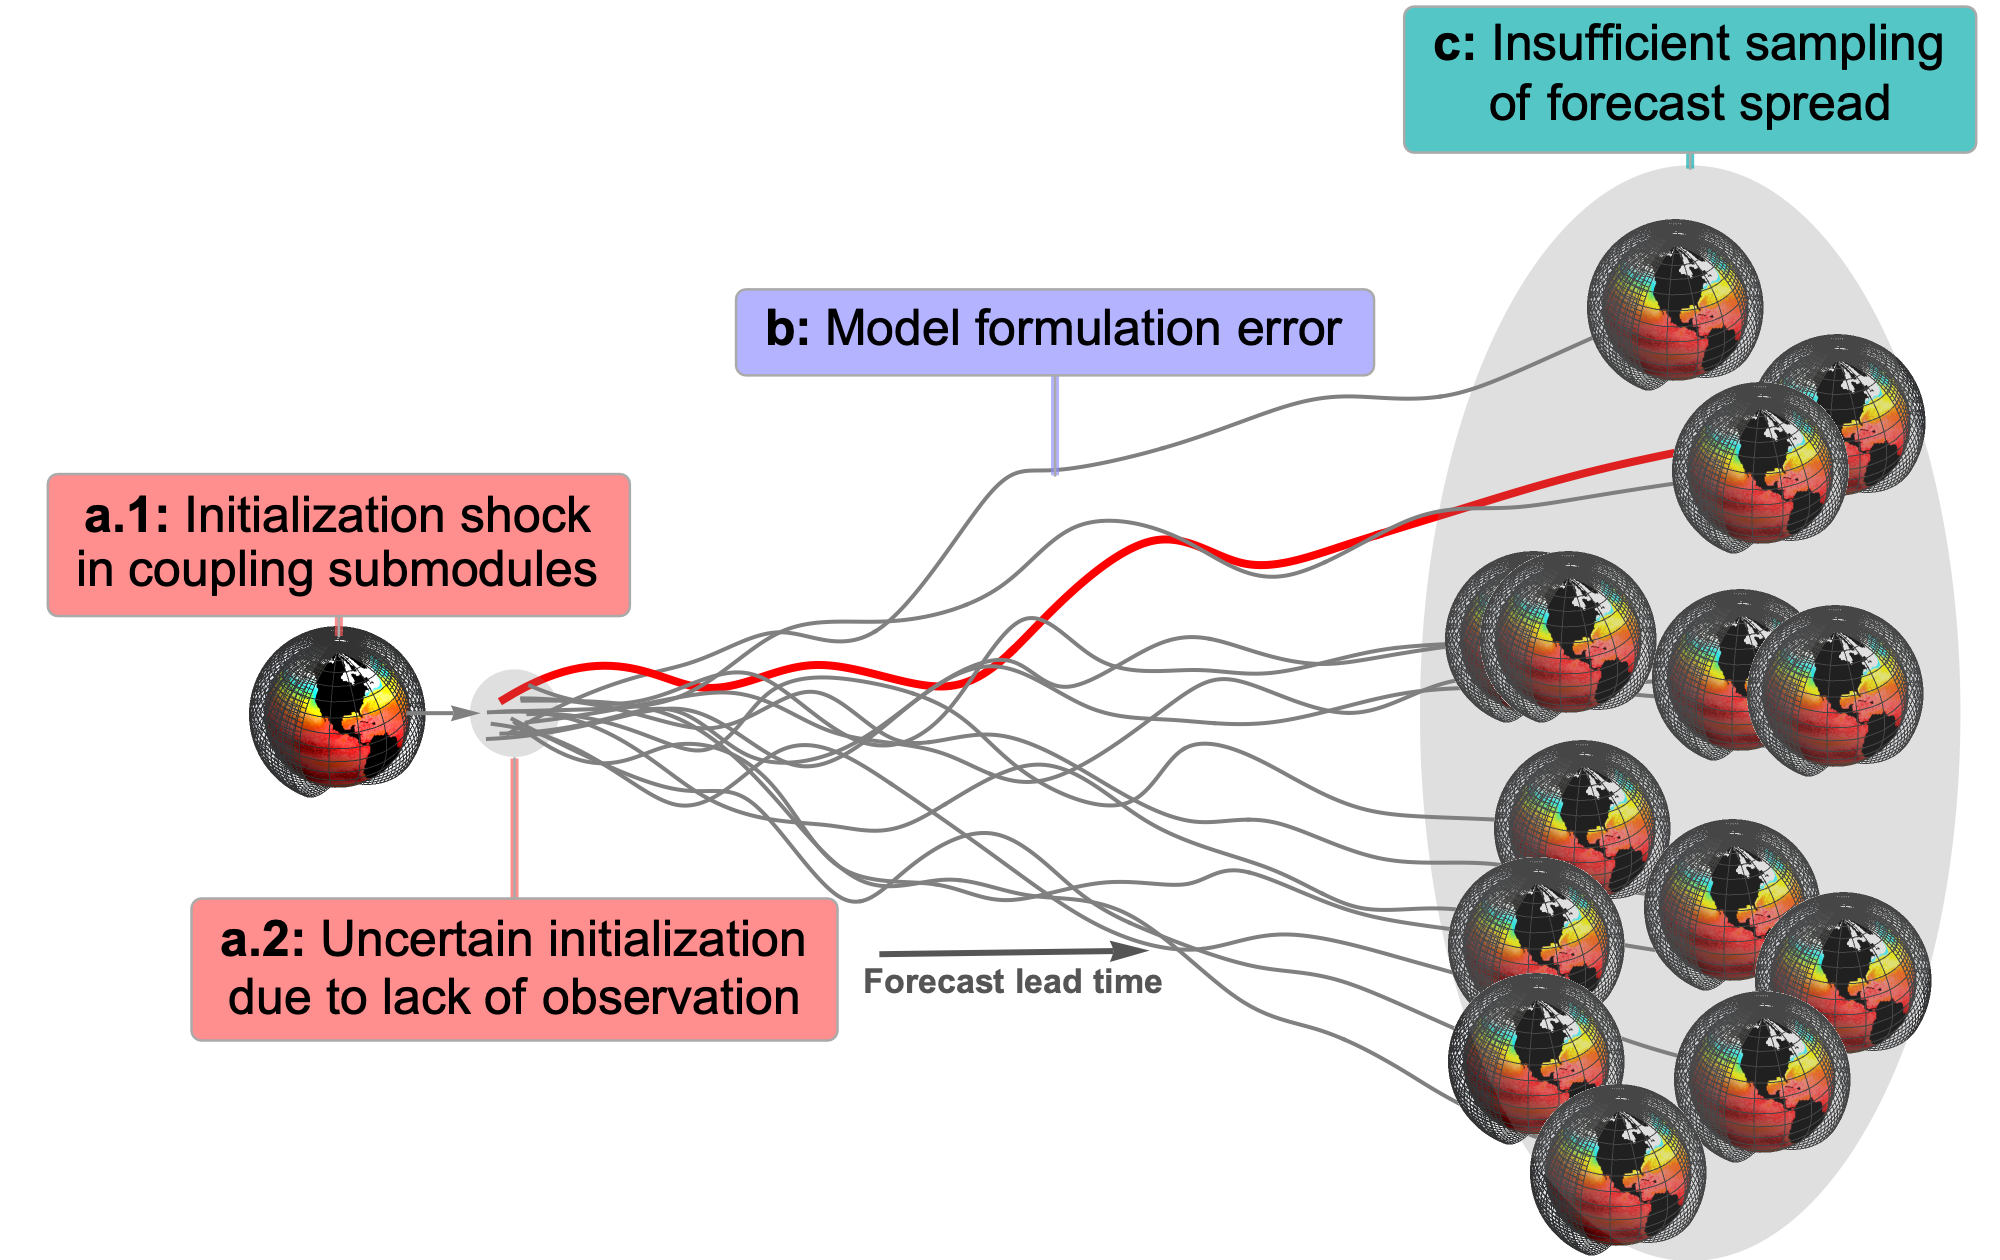 c: Insufficient sampling
of forecast spread
b: Model formulation error
a.1: Initialization shock
in coupling submodules
a.2: Uncertain initialization
due to lack of observation
Forecast lead time